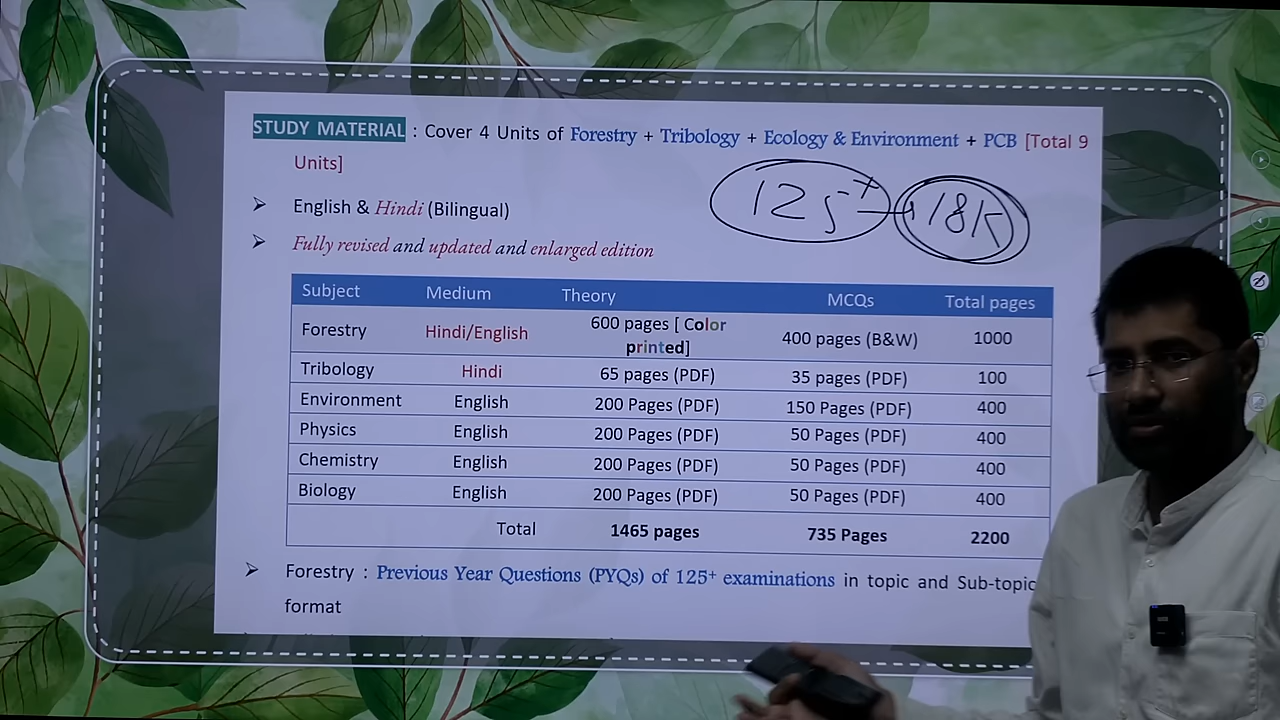 STUDY MATERIAL : Cover 4 Units of Forestry + Tribology + Ecology & Environment + PCB [Total 9
Units]
125+ → 18K
➢ English & Hindi (Bilingual)
➢ Fully revised and updated and enlarged edition
Subject Medium Theory MCQs Total pages
Forestry Hindi/English 600 pages [ Color printed] 400 pages (B&W) 1000
Tribology Hindi 65 pages (PDF) 35 pages (PDF) 100
Environment English 200 Pages (PDF) 150 Pages (PDF) 400
Physics English 200 Pages (PDF) 50 Pages (PDF) 400
Chemistry English 200 Pages (PDF) 50 Pages (PDF) 400
Biology English 200 Pages (PDF) 50 Pages (PDF) 400
Total 1465 pages 735 Pages 2200
➢ Forestry : Previous Year Questions (PYQs) of 125+ examinations in topic and Sub-topic
format